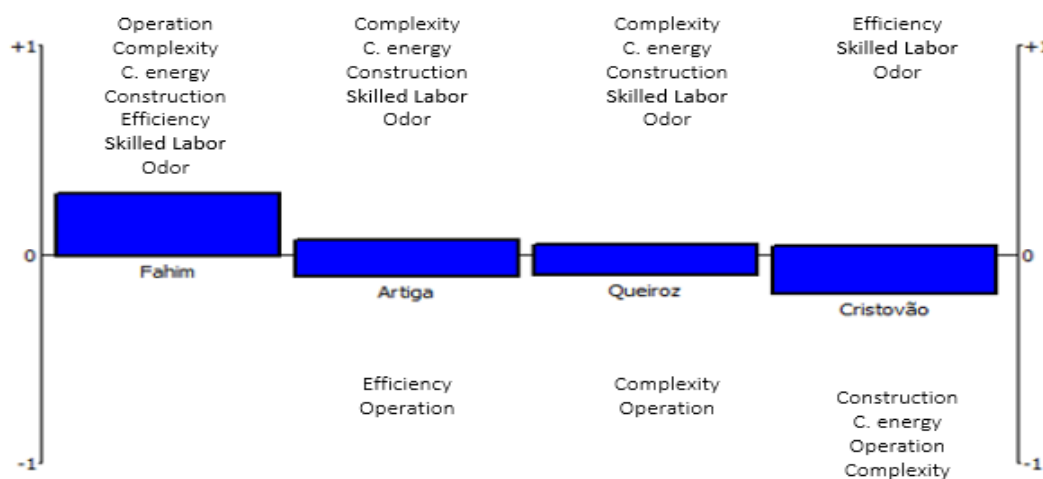 +1
Operation
Complexity
C. energy
Construction
Efficiency
Skilled Labor
Odor
Complexity
C. energy
Construction
Skilled Labor
Odor
Complexity
C. energy
Construction
Skilled Labor
Odor
Efficiency
Skilled Labor
Odor
+1
0
Fahim
Artiga
Queiroz
Cristovão
0
Efficiency
Operation
Complexity
Operation
Construction
C. energy
Operation
Complexity
-1
-1